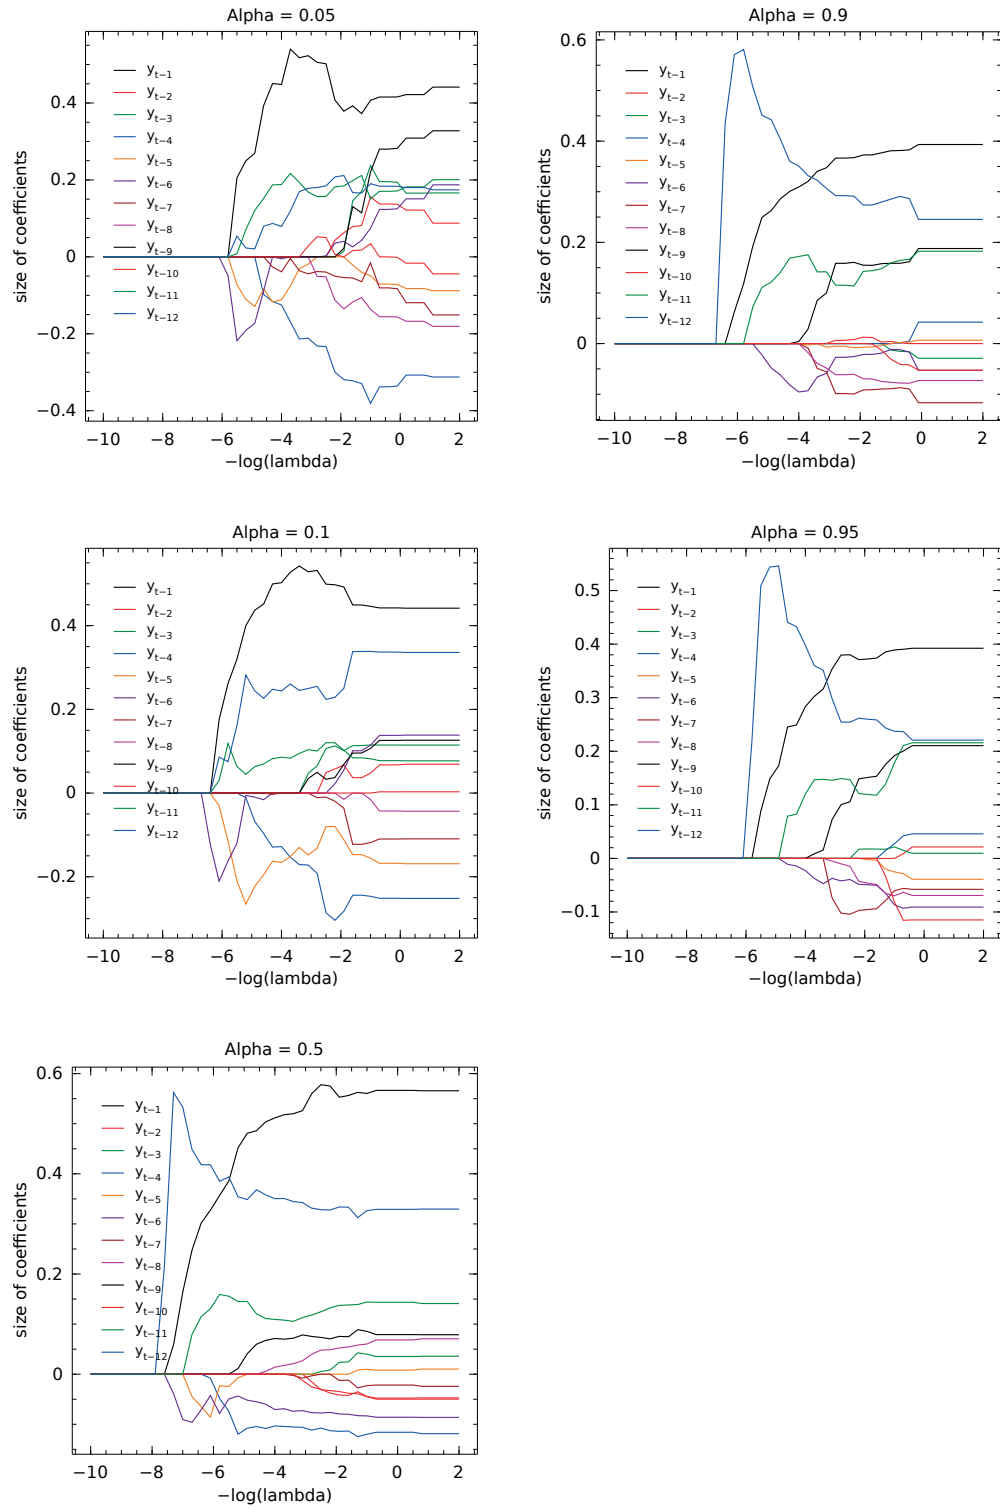 Alpha = 0.05
size of coefficients
0.4
0.2
0
−0.2
−0.4
y_{t−1}
y_{t−2}
y_{t−3}
y_{t−4}
y_{t−5}
y_{t−6}
y_{t−7}
y_{t−8}
y_{t−9}
y_{t−10}
y_{t−11}
y_{t−12}
−10 −8 −6 −4 −2 0 2
−log(lambda)
Alpha = 0.9
size of coefficients
0.6
0.4
0.2
0
y_{t−1}
y_{t−2}
y_{t−3}
y_{t−4}
y_{t−5}
y_{t−6}
y_{t−7}
y_{t−8}
y_{t−9}
y_{t−10}
y_{t−11}
y_{t−12}
−10 −8 −6 −4 −2 0 2
−log(lambda)
Alpha = 0.1
size of coefficients
0.4
0.2
0
−0.2
y_{t−1}
y_{t−2}
y_{t−3}
y_{t−4}
y_{t−5}
y_{t−6}
y_{t−7}
y_{t−8}
y_{t−9}
y_{t−10}
y_{t−11}
y_{t−12}
−10 −8 −6 −4 −2 0 2
−log(lambda)
Alpha = 0.95
size of coefficients
0.5
0.4
0.3
0.2
0.1
0
−0.1
y_{t−1}
y_{t−2}
y_{t−3}
y_{t−4}
y_{t−5}
y_{t−6}
y_{t−7}
y_{t−8}
y_{t−9}
y_{t−10}
y_{t−11}
y_{t−12}
−10 −8 −6 −4 −2 0 2
−log(lambda)
Alpha = 0.5
size of coefficients
0.6
0.4
0.2
0
y_{t−1}
y_{t−2}
y_{t−3}
y_{t−4}
y_{t−5}
y_{t−6}
y_{t−7}
y_{t−8}
y_{t−9}
y_{t−10}
y_{t−11}
y_{t−12}
−10 −8 −6 −4 −2 0 2
−log(lambda)